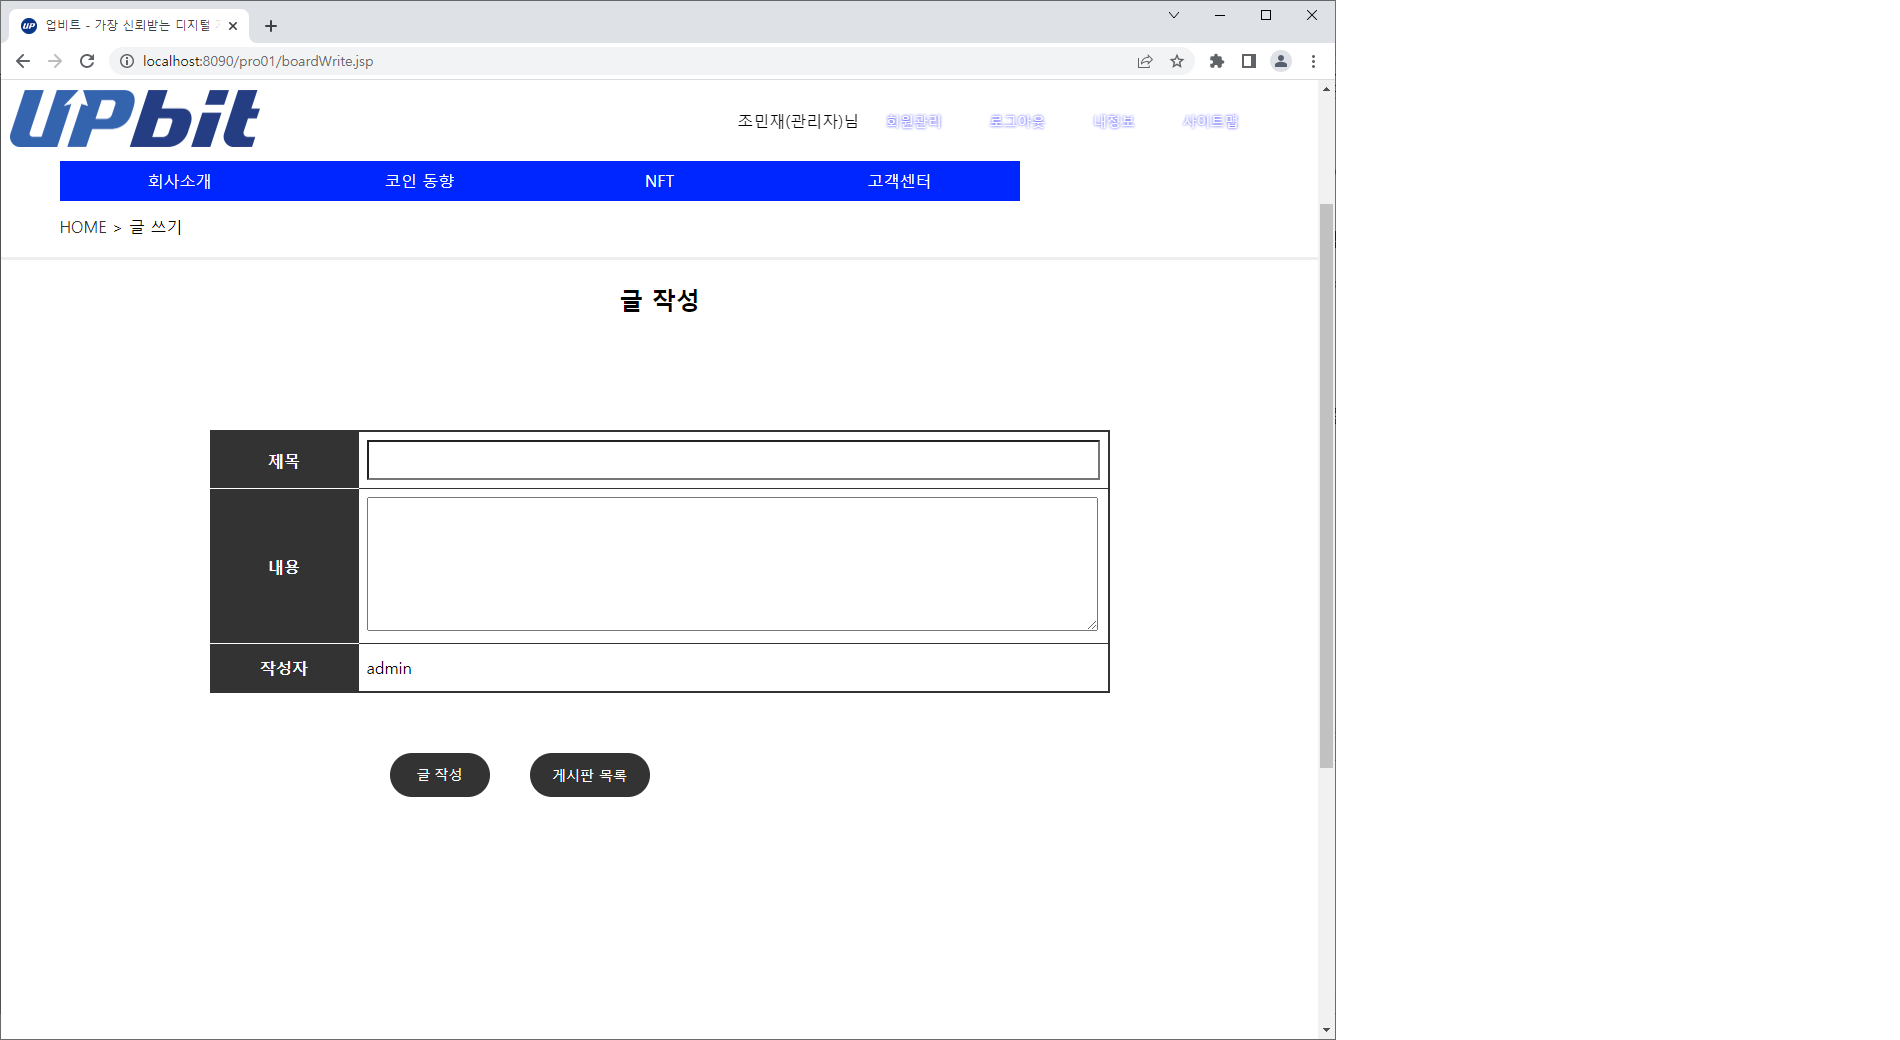 업비트 - 가장 신뢰받는 디지털
localhost:8090/pro01/boardWrite.jsp
UPbit
조민재(관리자)님 회원관리 로그아웃 내정보 사이트맵
회사소개 코인 동향 NFT 고객센터
HOME > 글 쓰기
글 작성
제목
내용
작성자 admin
글 작성 게시판 목록